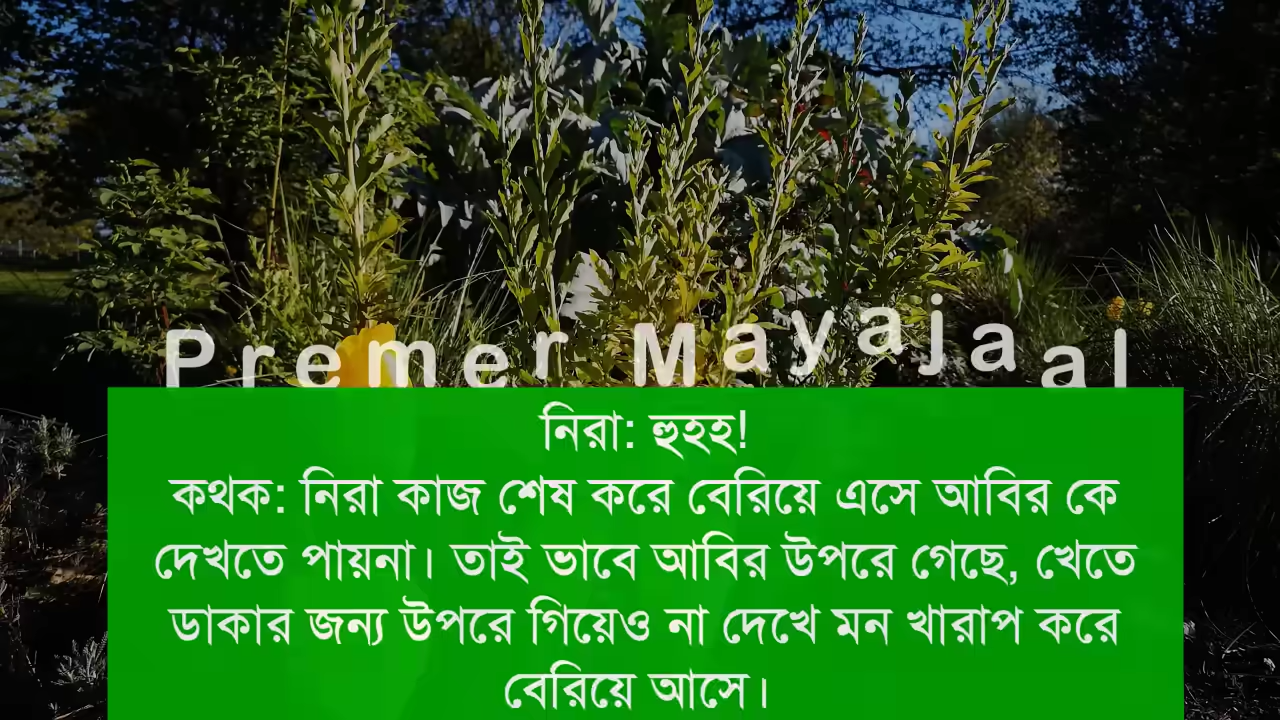 Premer Mayajaal
নিরা: হুহহ!
কথক: নিরা কাজ শেষ করে বেরিয়ে এসে আবির কে
দেখতে পায়না। তাই ভাবে আবির উপরে গেছে, খেতে
ডাকার জন্য উপরে গিয়েও না দেখে মন খারাপ করে
বেরিয়ে আসে।